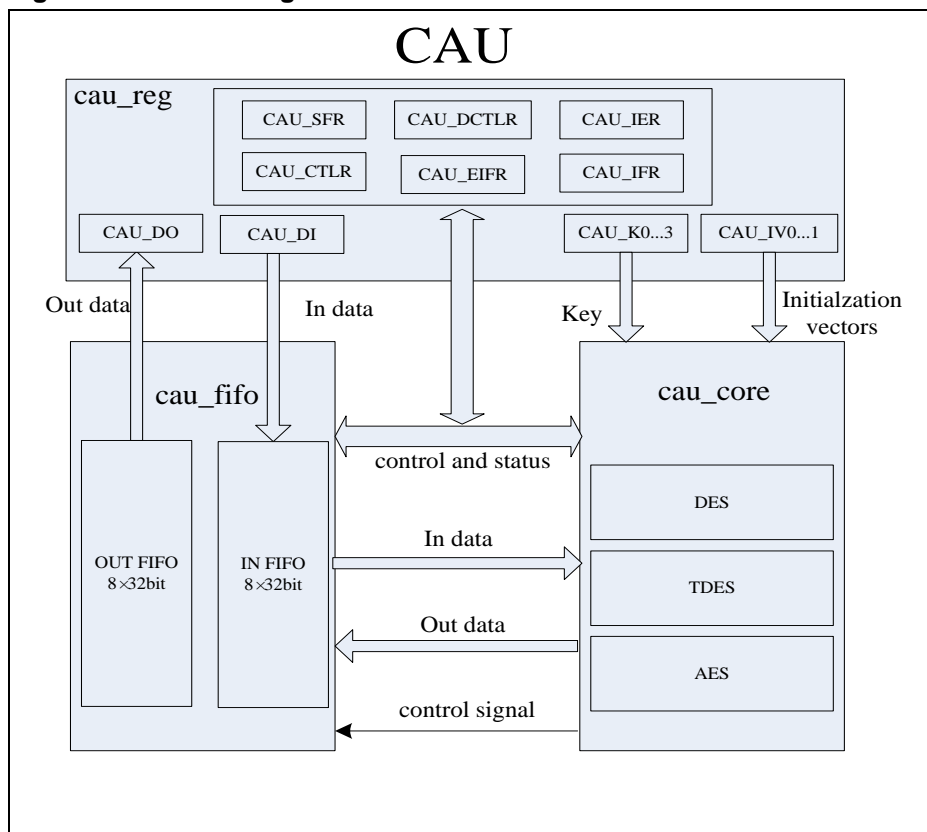 CAU
cau_reg
CAU_SFR
CAU_DCTLR
CAU_IER
CAU_CTLR
CAU_EIFR
CAU_IFR
CAU_DO
CAU_DI
CAU_K0...3
CAU_IV0...1
Out data
In data
Key
Initialzation
vectors
cau_fifo
cau_core
control and status
OUT FIFO
8×32bit
IN FIFO
8×32bit
In data
Out data
control signal
DES
TDES
AES